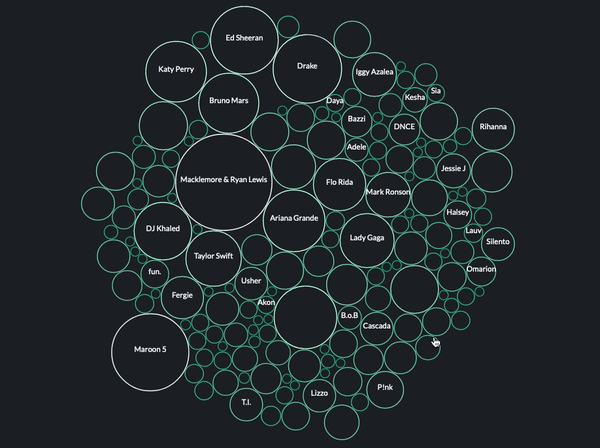 Ed Sheeran
Katy Perry
Drake
Iggy Azalea
Sia
Kesha
Daya
Bruno Mars
Bazzi
DNCE
Rihanna
Adele
Jessie J
Macklemore & Ryan Lewis
Flo Rida
Mark Ronson
Halsey
Ariana Grande
DJ Khaled
Lauv
Lady Gaga
Silento
Taylor Swift
Omarion
fun.
Usher
Fergie
Akon
B.o.B
Cascada
Maroon 5
P!nk
Lizzo
T.I.